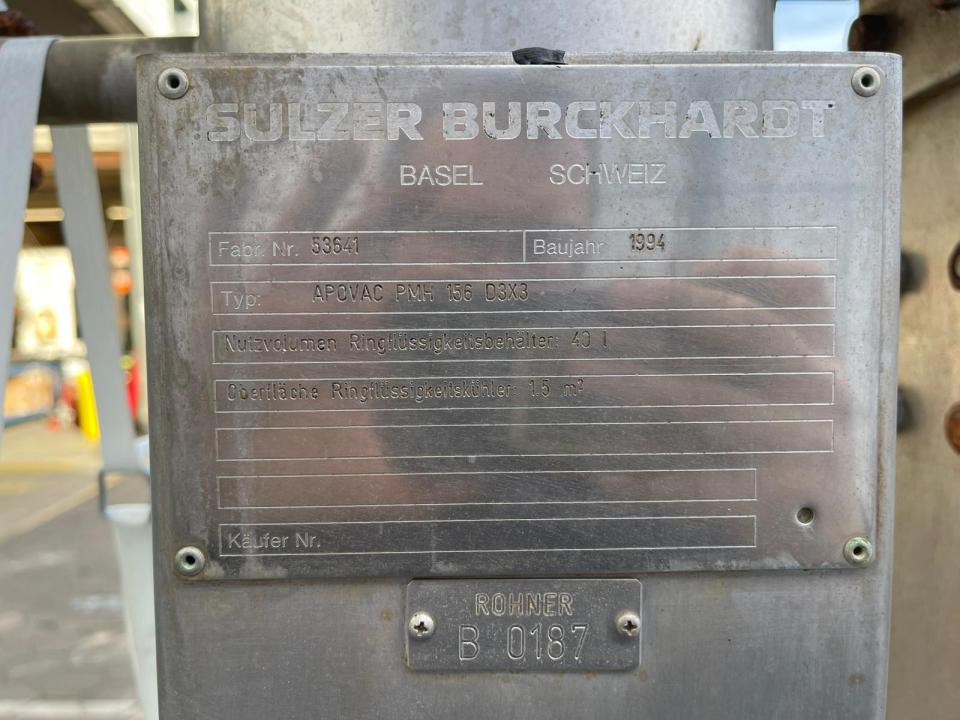 SULZER BURCKHARDT
BASEL SCHWEIZ
Fabr. Nr. 53641 Baujahr 1994
Typ: APOVAC PMH 156 D3X3
Nutzvolumen Ringflüssigkeitsbehälter: 40 l
Oberfläche Ringflüssigkeitskühler: 1.5 m²
Käufer Nr.
ROHNER
B 0187